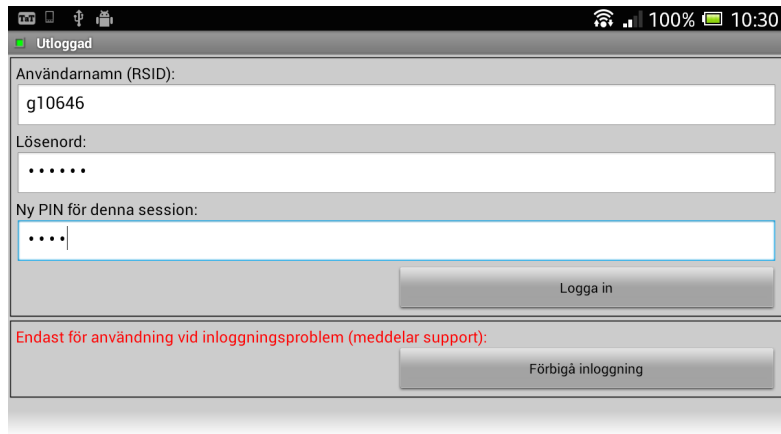 100% 10:30
Utloggad
Användarnamn (RSID):
g10646
Lösenord:
••••••
Ny PIN för denna session:
••••
Logga in
Endast för användning vid inloggningsproblem (meddelar support):
Förbigå inloggning